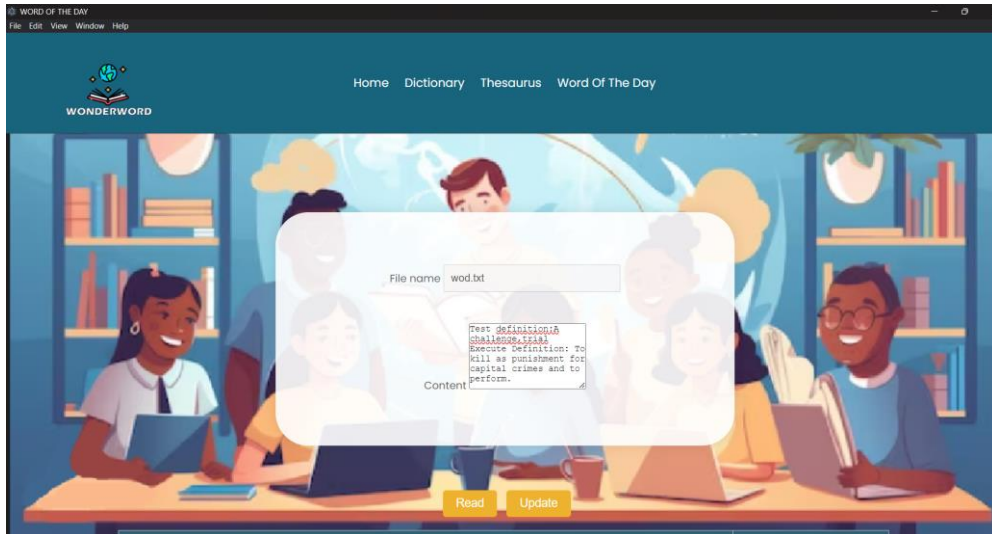 WORD OF THE DAY
File Edit View Window Help
WONDERWORD
Home Dictionary Thesaurus Word Of The Day
File name wod.txt
Test definition:A
challenge,trial
Execute Definition: To
kill as punishment for
capital crimes and to
perform.
Content
Read Update